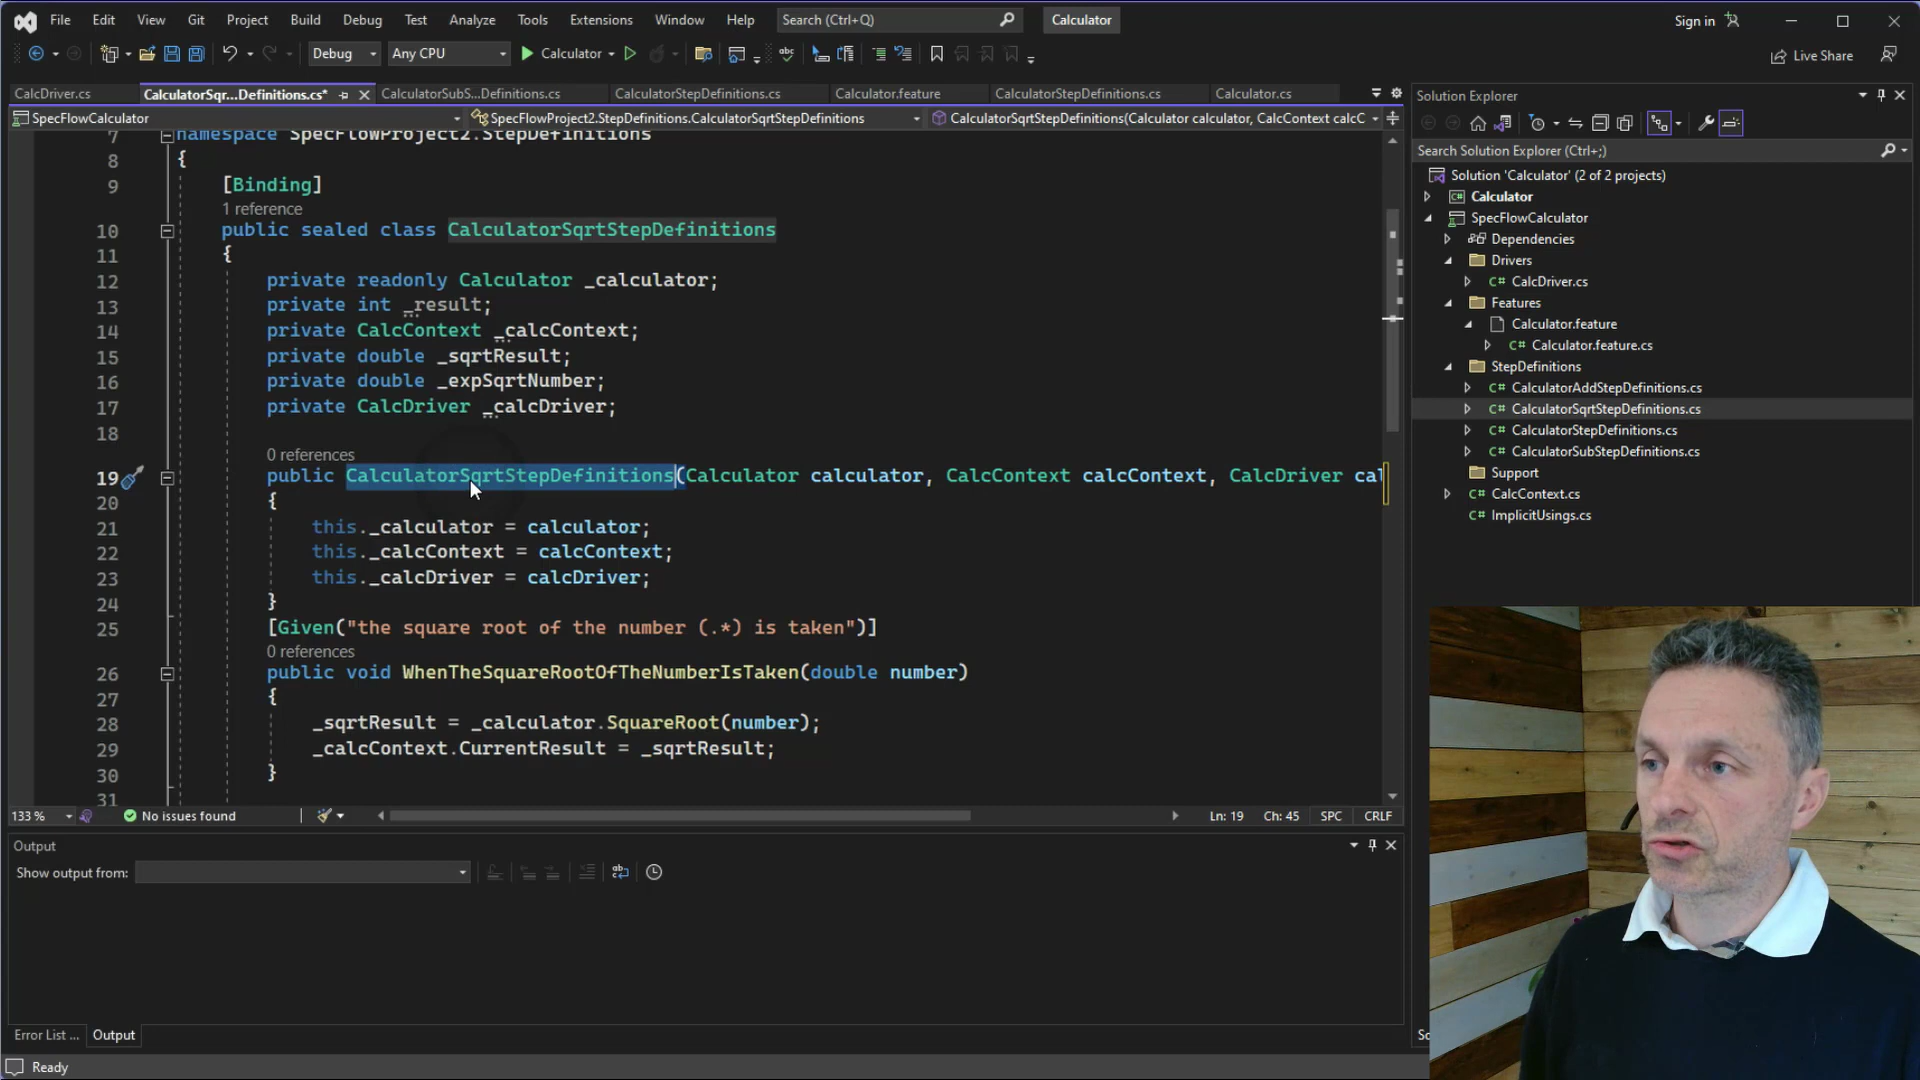 File Edit View Git Project Build Debug Test Analyze Tools Extensions Window Help Search (Ctrl+Q) Calculator Sign in
Debug Any CPU Calculator Live Share
CalcDriver.cs CalculatorSqr...Definitions.cs* CalculatorSubS...Definitions.cs CalculatorStepDefinitions.cs Calculator.feature CalculatorStepDefinitions.cs Calculator.cs
SpecFlowCalculator SpecFlowProject2.StepDefinitions.CalculatorSqrtStepDefinitions CalculatorSqrtStepDefinitions(Calculator calculator, CalcContext calcC
7 namespace SpecFlowProject2.StepDefinitions
8 {
9 [Binding]
1 reference
10 public sealed class CalculatorSqrtStepDefinitions
11 {
12 private readonly Calculator _calculator;
13 private int _result;
14 private CalcContext _calcContext;
15 private double _sqrtResult;
16 private double _expSqrtNumber;
17 private CalcDriver _calcDriver;
18
0 references
19 public CalculatorSqrtStepDefinitions(Calculator calculator, CalcContext calcContext, CalcDriver cal
20 {
21 this._calculator = calculator;
22 this._calcContext = calcContext;
23 this._calcDriver = calcDriver;
24 }
25 [Given("the square root of the number (.*) is taken")]
0 references
26 public void WhenTheSquareRootOfTheNumberIsTaken(double number)
27 {
28 _sqrtResult = _calculator.SquareRoot(number);
29 _calcContext.CurrentResult = _sqrtResult;
30 }
31
133 % No issues found Ln: 19 Ch: 45 SPC CRLF
Output
Show output from:
Error List ... Output
Ready
Solution Explorer
Search Solution Explorer (Ctrl+;)
Solution 'Calculator' (2 of 2 projects)
C# Calculator
SpecFlowCalculator
Dependencies
Drivers
C# CalcDriver.cs
Features
Calculator.feature
C# Calculator.feature.cs
StepDefinitions
C# CalculatorAddStepDefinitions.cs
C# CalculatorSqrtStepDefinitions.cs
C# CalculatorStepDefinitions.cs
C# CalculatorSubStepDefinitions.cs
Support
C# CalcContext.cs
C# ImplicitUsings.cs